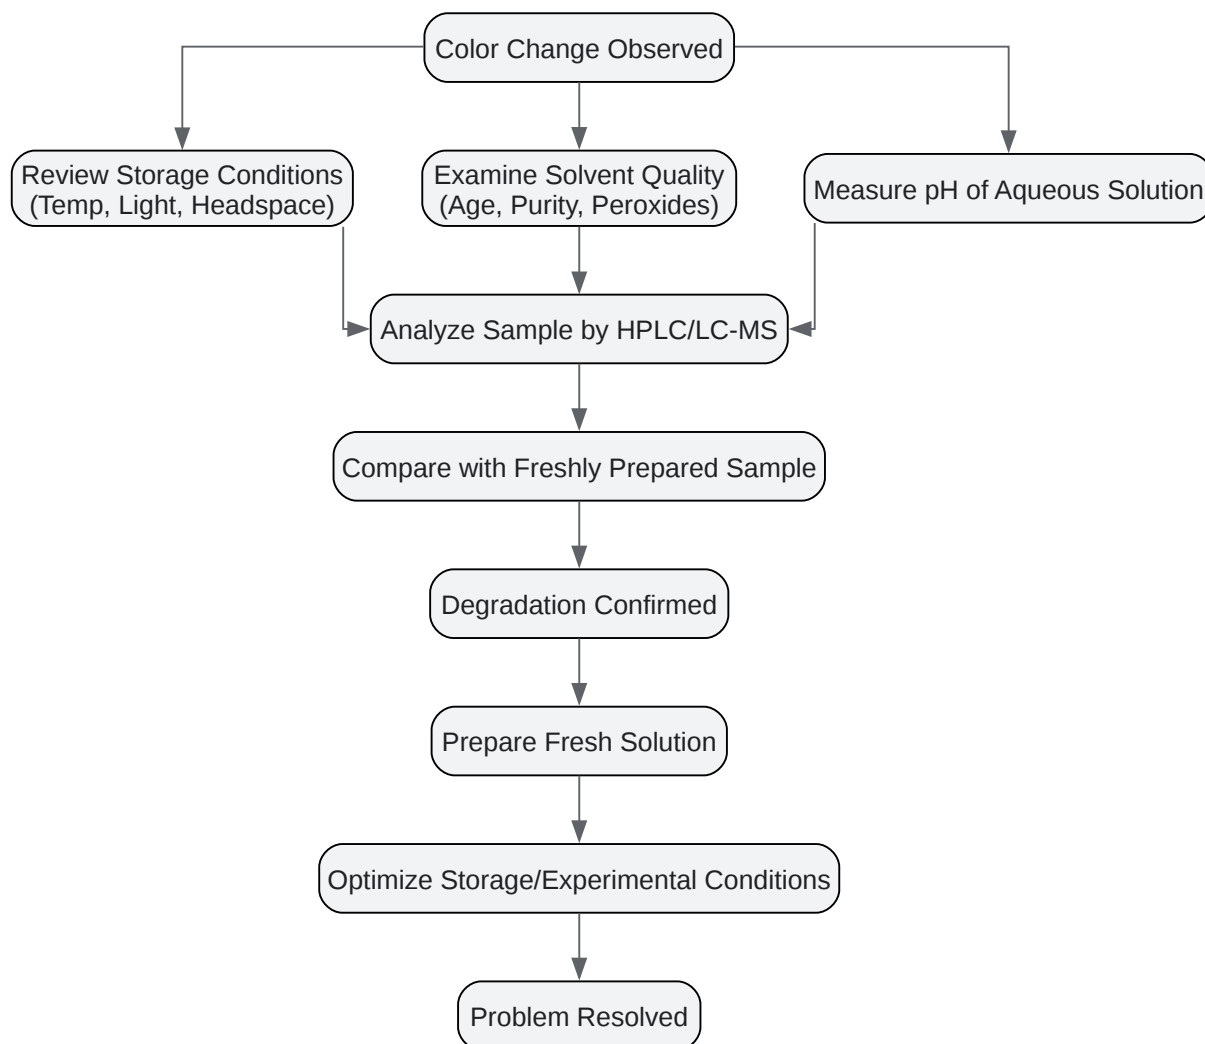 Color Change Observed
Review Storage Conditions
(Temp, Light, Headspace)
Examine Solvent Quality
(Age, Purity, Peroxides)
Measure pH of Aqueous Solution
Analyze Sample by HPLC/LC-MS
Compare with Freshly Prepared Sample
Degradation Confirmed
Prepare Fresh Solution
Optimize Storage/Experimental Conditions
Problem Resolved